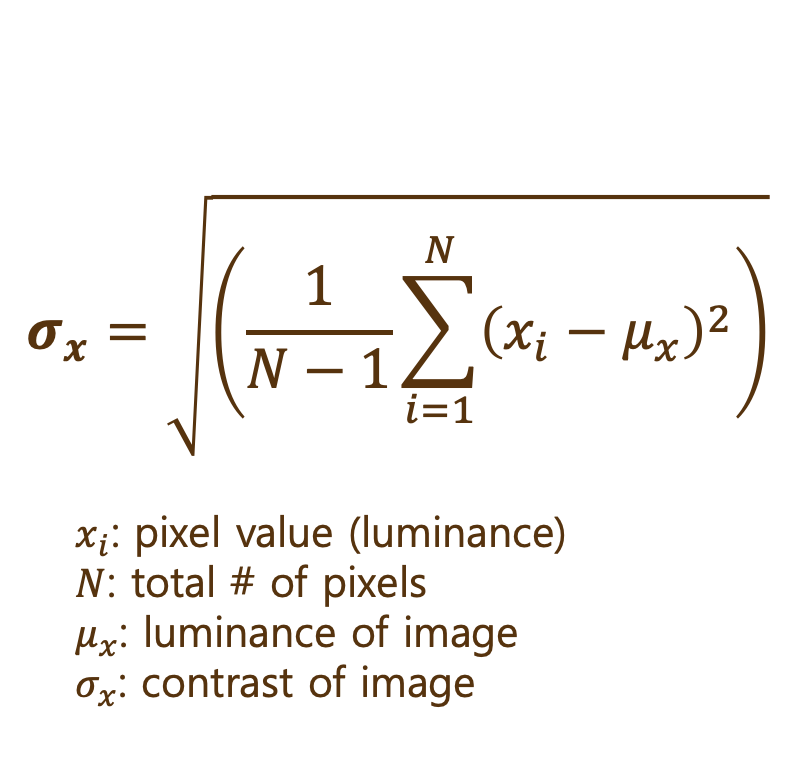 σₓ = √( 1/(N − 1) ∑ᵢ₌₁ᴺ (xᵢ − μₓ)² )
xᵢ: pixel value (luminance)
N: total # of pixels
μₓ: luminance of image
σₓ: contrast of image